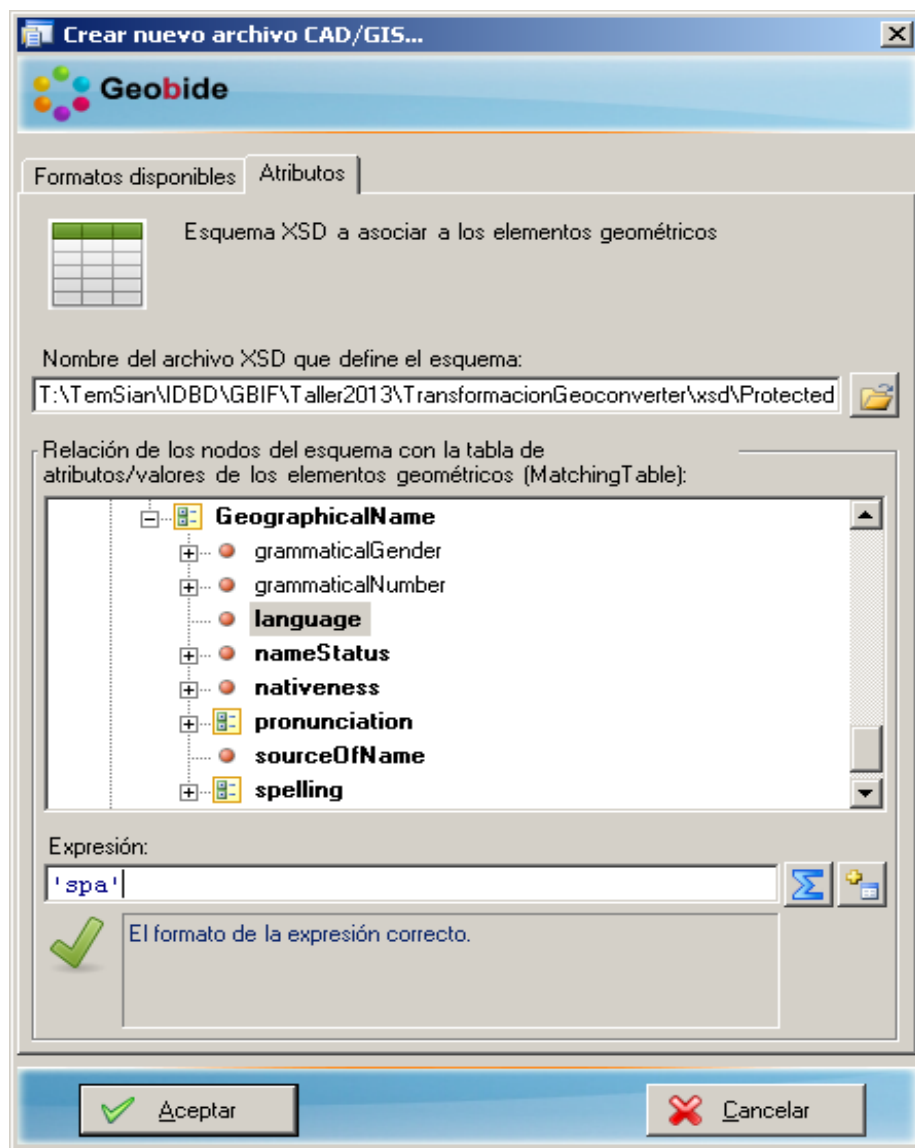 Crear nuevo archivo CAD/GIS...
Geobide
Formatos disponibles
Atributos
Esquema XSD a asociar a los elementos geométricos
Nombre del archivo XSD que define el esquema:
T:\TemSian\IDBD\GBIF\Taller2013\TransformacionGeoconverter\xsd\Protected
Relación de los nodos del esquema con la tabla de
atributos/valores de los elementos geométricos (MatchingTable):
GeographicalName
grammaticalGender
grammaticalNumber
language
nameStatus
nativeness
pronunciation
sourceOfName
spelling
Expresión:
'spa'
El formato de la expresión correcto.
Aceptar
Cancelar